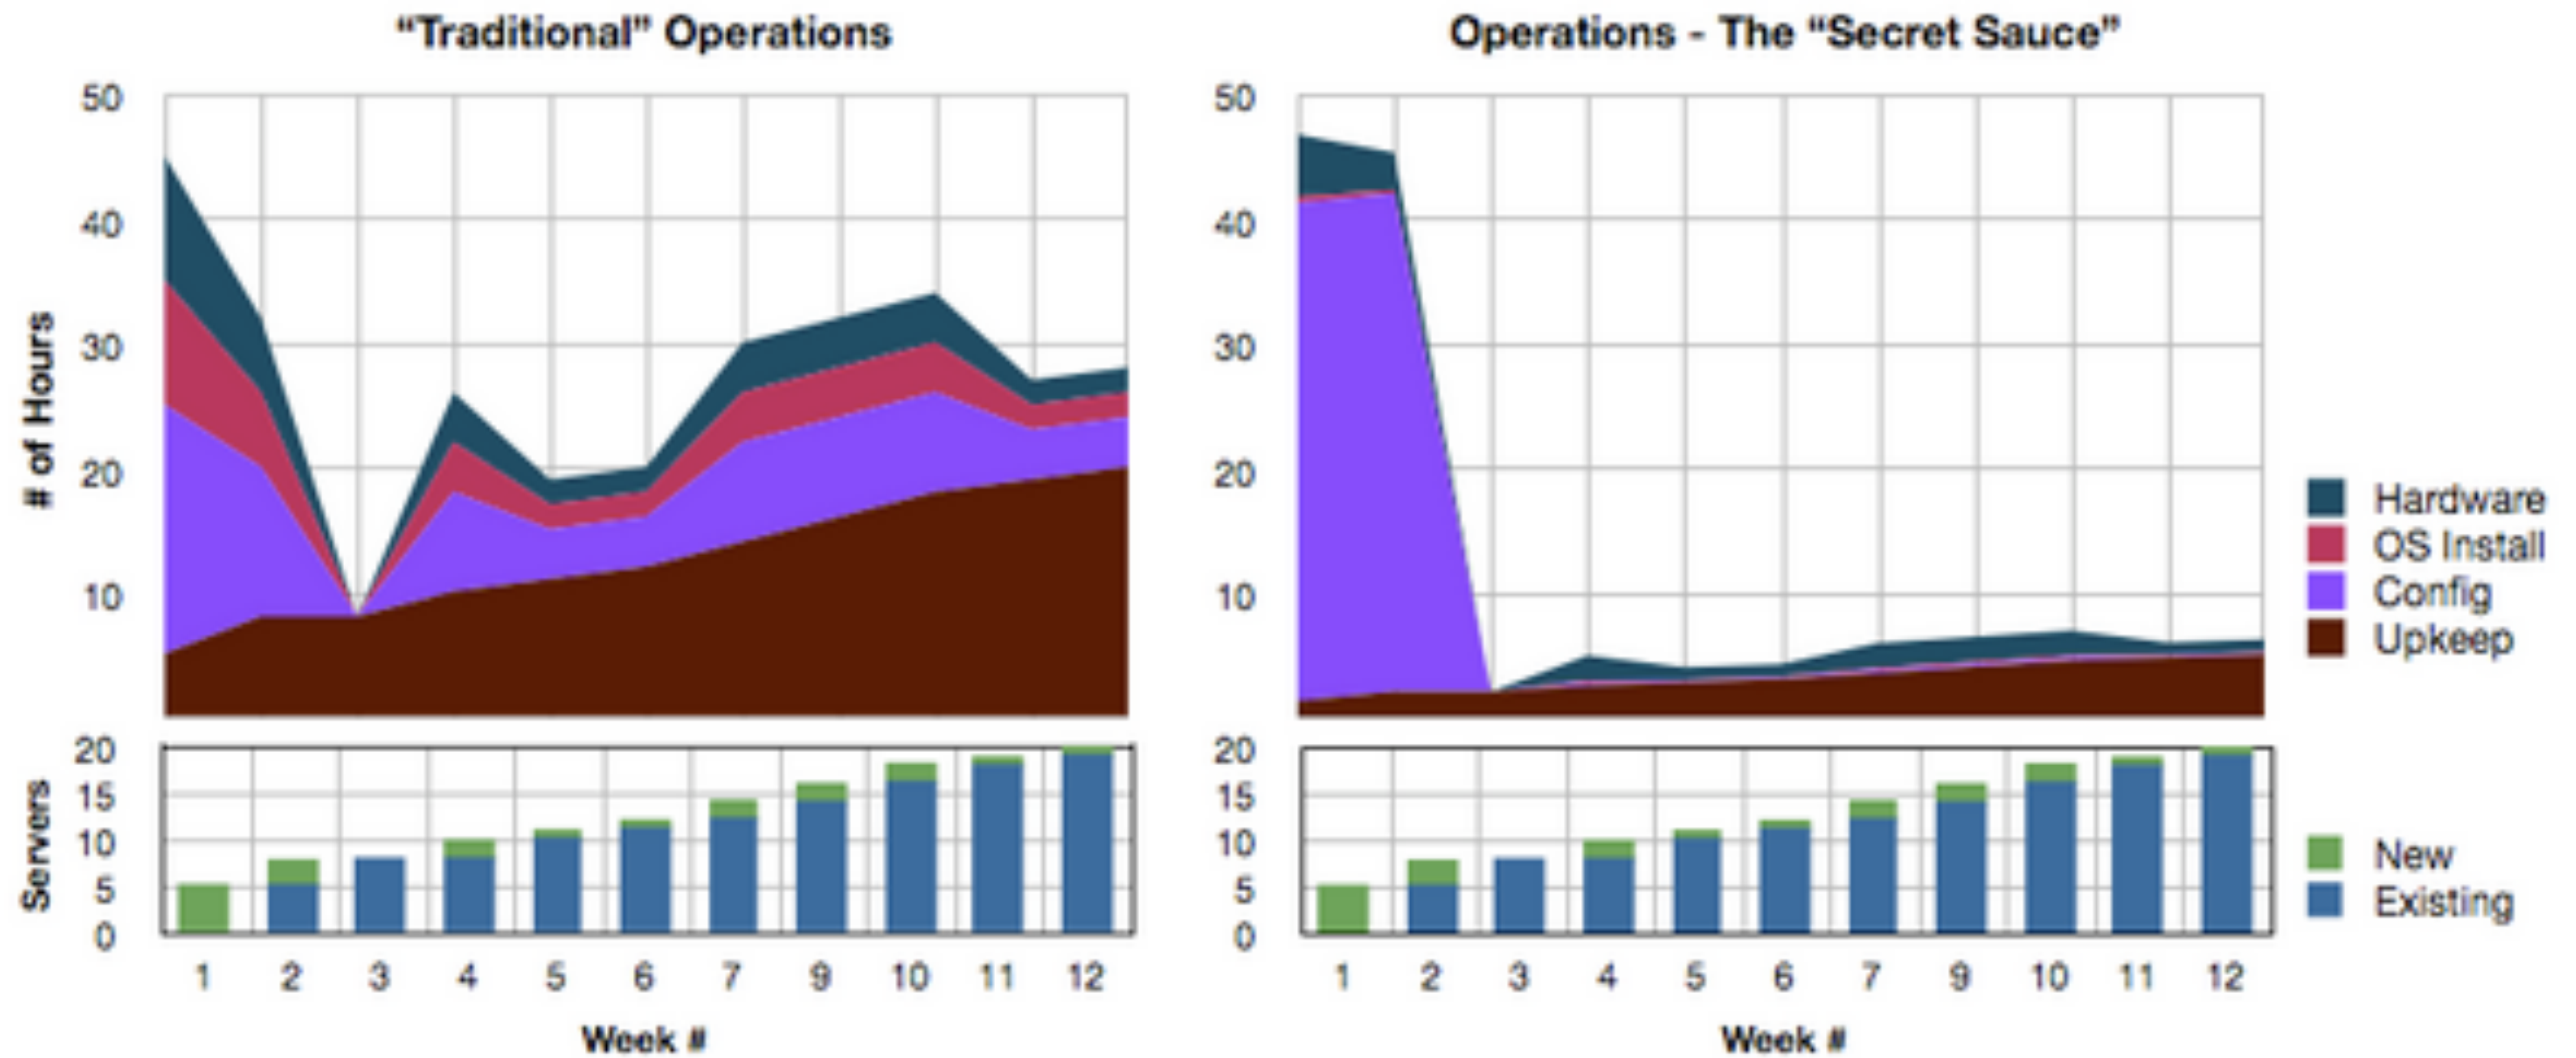 “Traditional” Operations
Operations - The “Secret Sauce”
50
40
30
20
10
# of Hours
50
40
30
20
10
Hardware
OS Install
Config
Upkeep
20
15
10
5
0
Servers
20
15
10
5
0
New
Existing
1 2 3 4 5 6 7 9 10 11 12
Week #
1 2 3 4 5 6 7 9 10 11 12
Week #